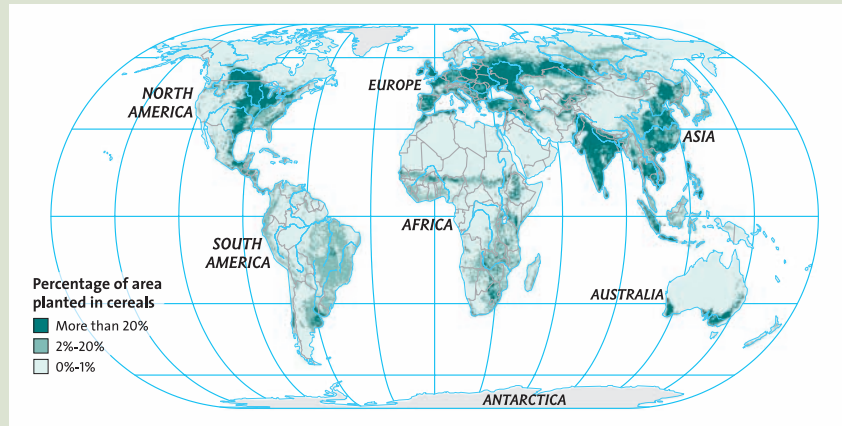 NORTH
AMERICA
EUROPE
ASIA
AFRICA
SOUTH
AMERICA
AUSTRALIA
ANTARCTICA
Percentage of area
planted in cereals
More than 20%
2%-20%
0%-1%